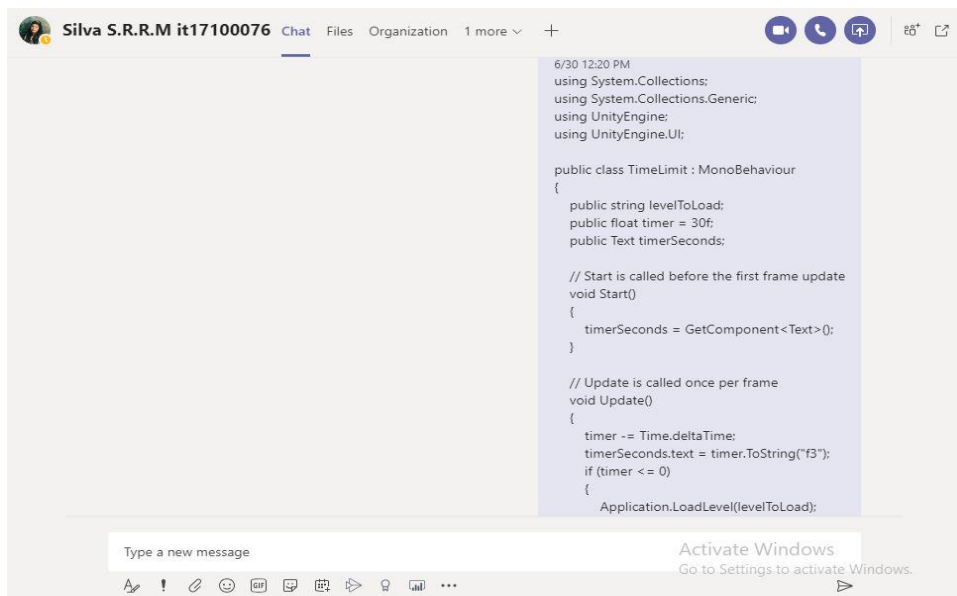 Silva S.R.R.M it17100076 Chat Files Organization 1 more
6/30 12:20 PM
using System.Collections;
using System.Collections.Generic;
using UnityEngine;
using UnityEngine.UI;
public class TimeLimit : MonoBehaviour
{
public string levelToLoad;
public float timer = 30f;
public Text timerSeconds;
// Start is called before the first frame update
void Start()
{
timerSeconds = GetComponent<Text>();
}
// Update is called once per frame
void Update()
{
timer -= Time.deltaTime;
timerSeconds.text = timer.ToString("f3");
if (timer <= 0)
{
Application.LoadLevel(levelToLoad);
Type a new message
Activate Windows
Go to Settings to activate Windows.
GIF